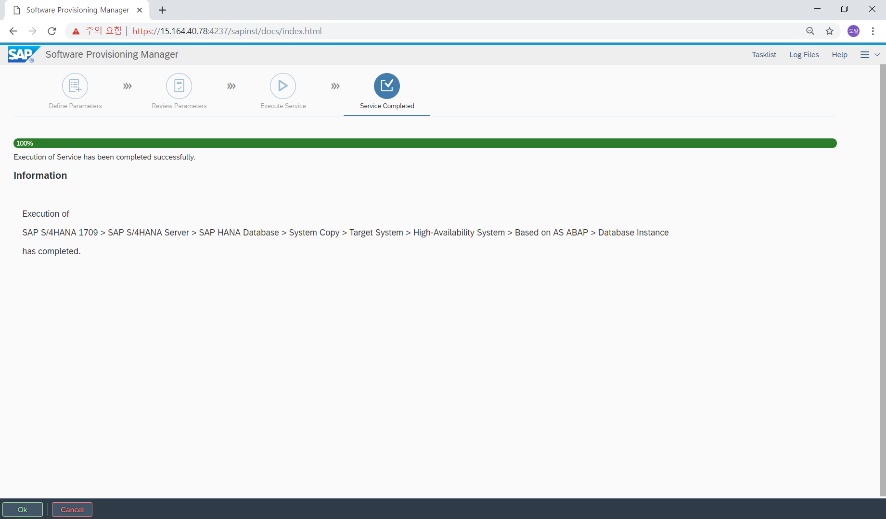 Software Provisioning Manager
주의 요함 | https://15.164.40.78:4237/sapinst/docs/index.html
SAP Software Provisioning Manager
Tasklist Log Files Help
Define Parameters
Review Parameters
Execute Service
Service Completed
100%
Execution of Service has been completed successfully.
Information
Execution of
SAP S/4HANA 1709 > SAP S/4HANA Server > SAP HANA Database > System Copy > Target System > High-Availability System > Based on AS ABAP > Database Instance
has completed.
Ok Cancel